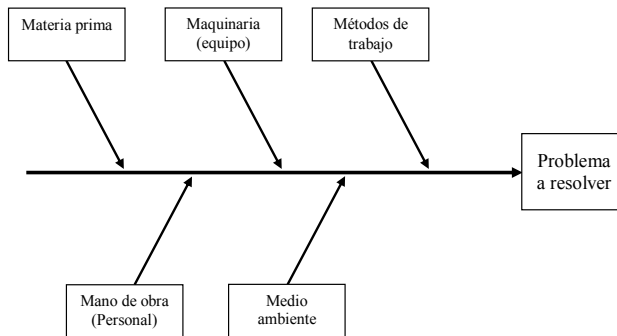 Materia prima
Maquinaria
(equipo)
Métodos de
trabajo
Problema
a resolver
Mano de obra
(Personal)
Medio
ambiente